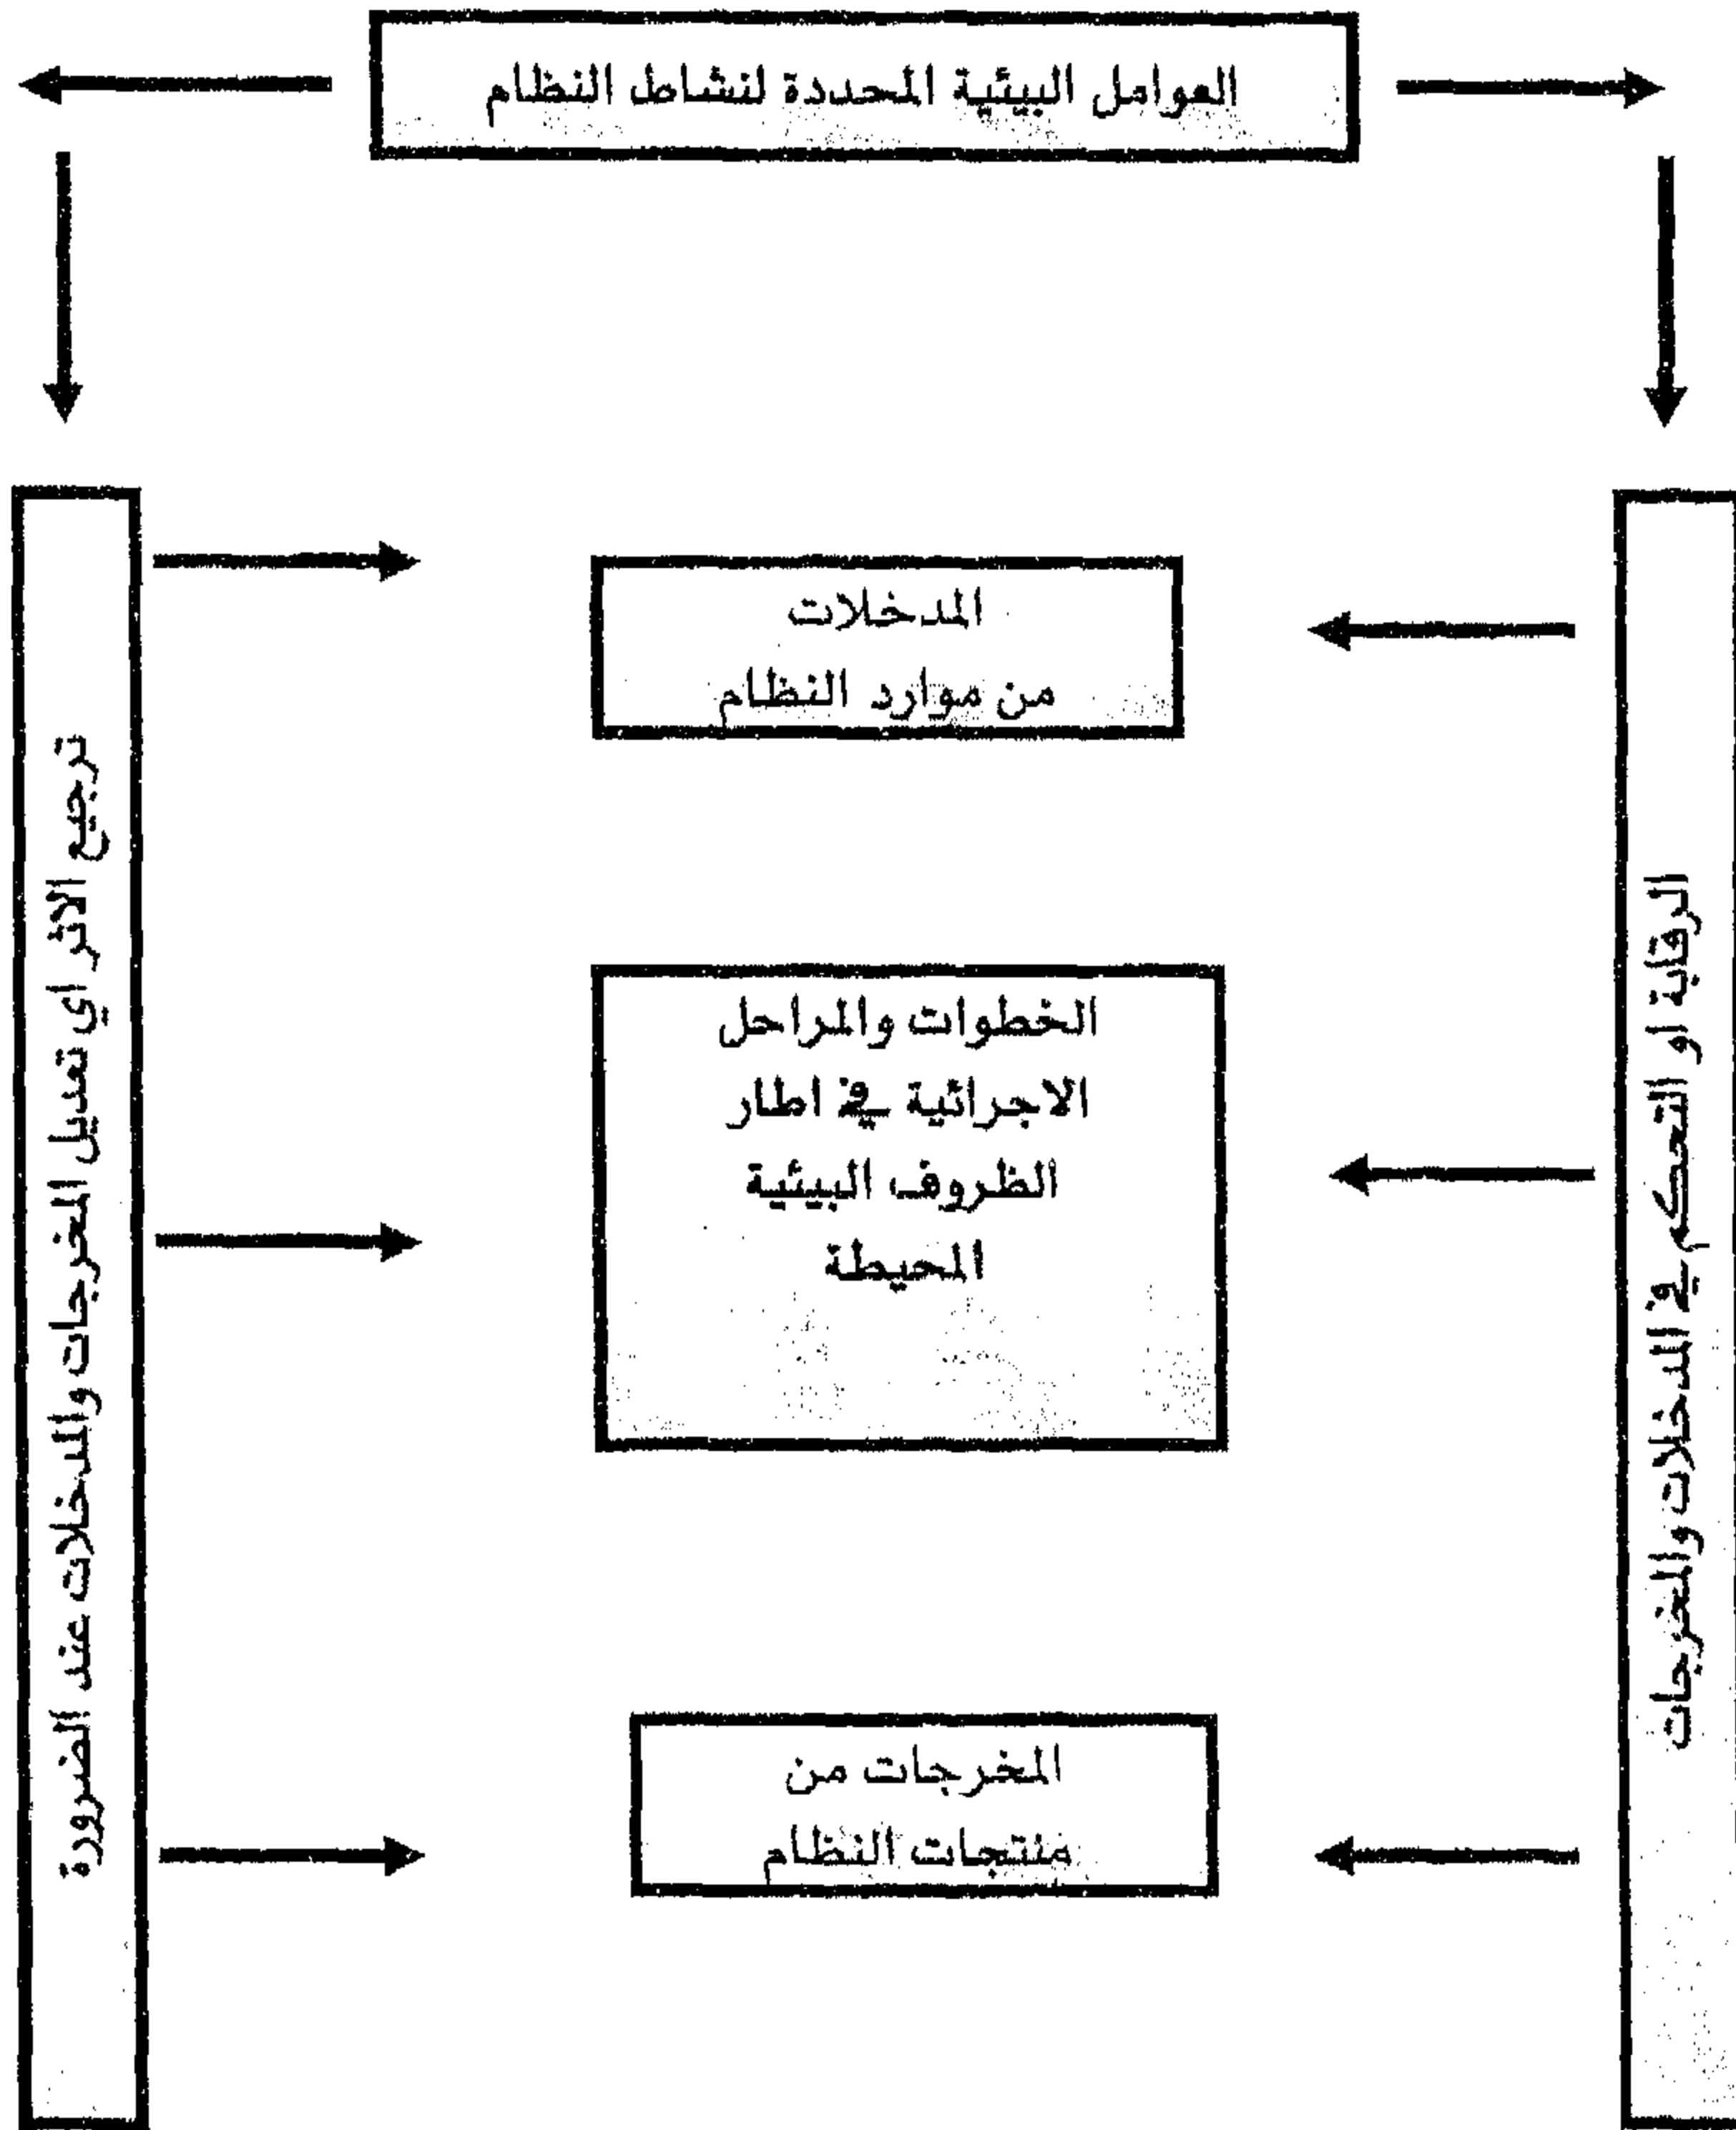 العوامل البيئية المحددة لنشاط النظام
المدخلات
من موارد النظام
الخطوات والمراحل
الاجرائية في اطار
الظروف البيئية
المحيطة
المخرجات من
منتجات النظام
الرقابة او التحكم في المدخلات والمخرجات
ترجيع الاثر اي تعديل المخرجات والمدخلات عند الضرورة